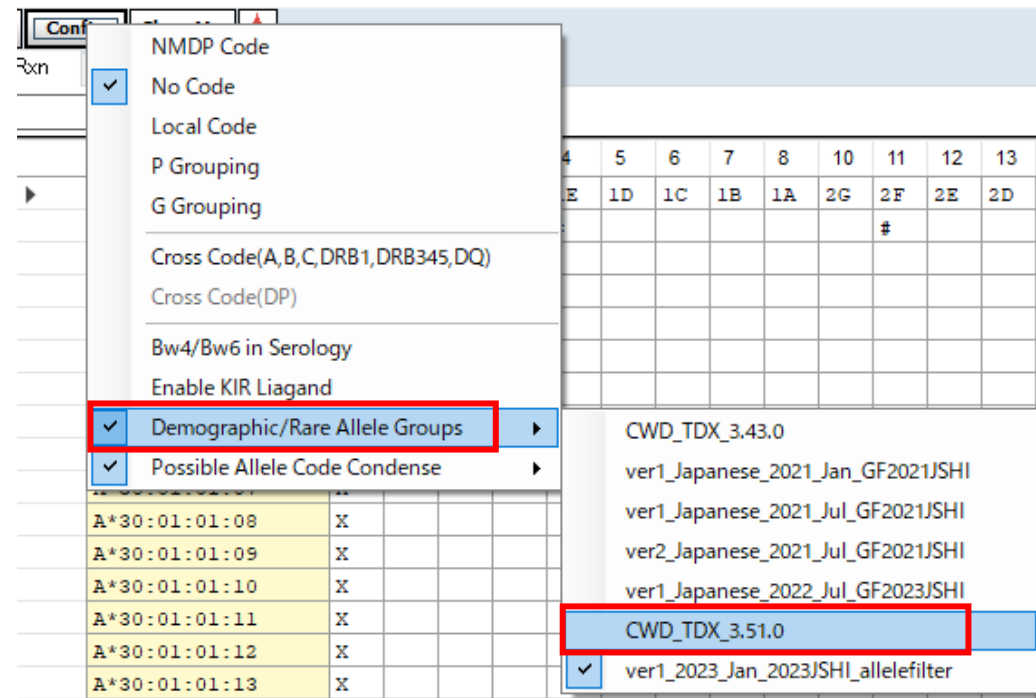 Rxn
NMDP Code
No Code
Local Code
P Grouping
G Grouping
Cross Code(A,B,C,DRB1,DRB345,DQ)
Cross Code(DP)
Bw4/Bw6 in Serology
Enable KIR Liagand
Demographic/Rare Allele Groups
Possible Allele Code Condense
CWD_TDX_3.43.0
ver1_Japanese_2021_Jan_GF2021JSHI
ver1_Japanese_2021_Jul_GF2021JSHI
ver2_Japanese_2021_Jul_GF2021JSHI
ver1_Japanese_2022_Jul_GF2023JSHI
CWD_TDX_3.51.0
ver1_2023_Jan_2023JSHI_allelefilter
4 5 6 7 8 10 11 12 13
1D 1C 1B 1A 2G 2F 2E 2D
#
A*30:01:01:08 X
A*30:01:01:09 X
A*30:01:01:10 X
A*30:01:01:11 X
A*30:01:01:12 X
A*30:01:01:13 X